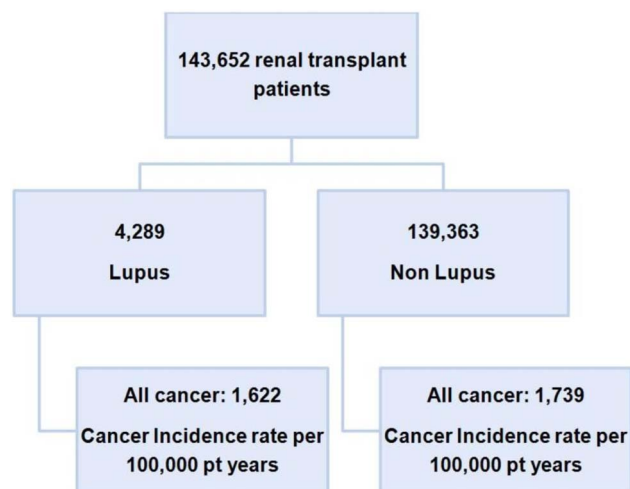 143,652 renal transplant
patients
4,289
Lupus
139,363
Non Lupus
All cancer: 1,622
Cancer Incidence rate per
100,000 pt years
All cancer: 1,739
Cancer Incidence rate per
100,000 pt years